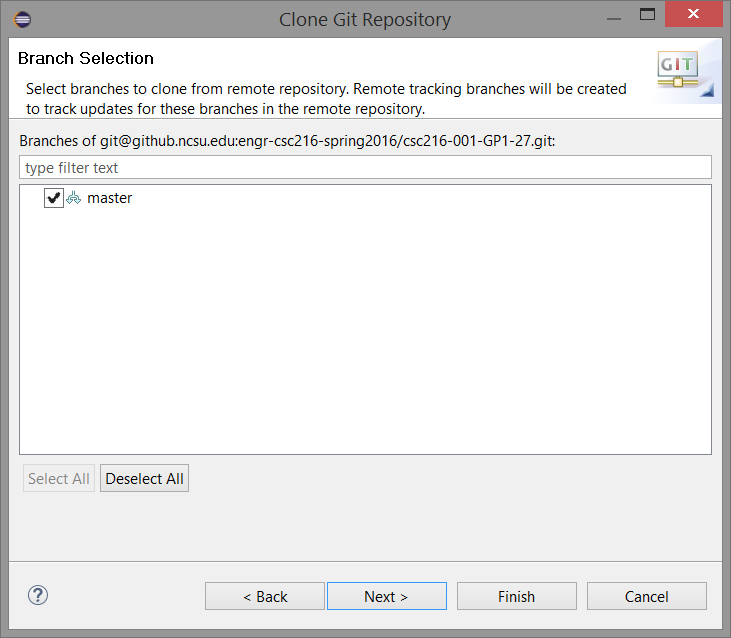 Clone Git Repository
Branch Selection
GIT
Select branches to clone from remote repository. Remote tracking branches will be created
to track updates for these branches in the remote repository.
Branches of git@github.ncsu.edu:engr-csc216-spring2016/csc216-001-GP1-27.git:
type filter text
master
Select All
Deselect All
?
< Back
Next >
Finish
Cancel